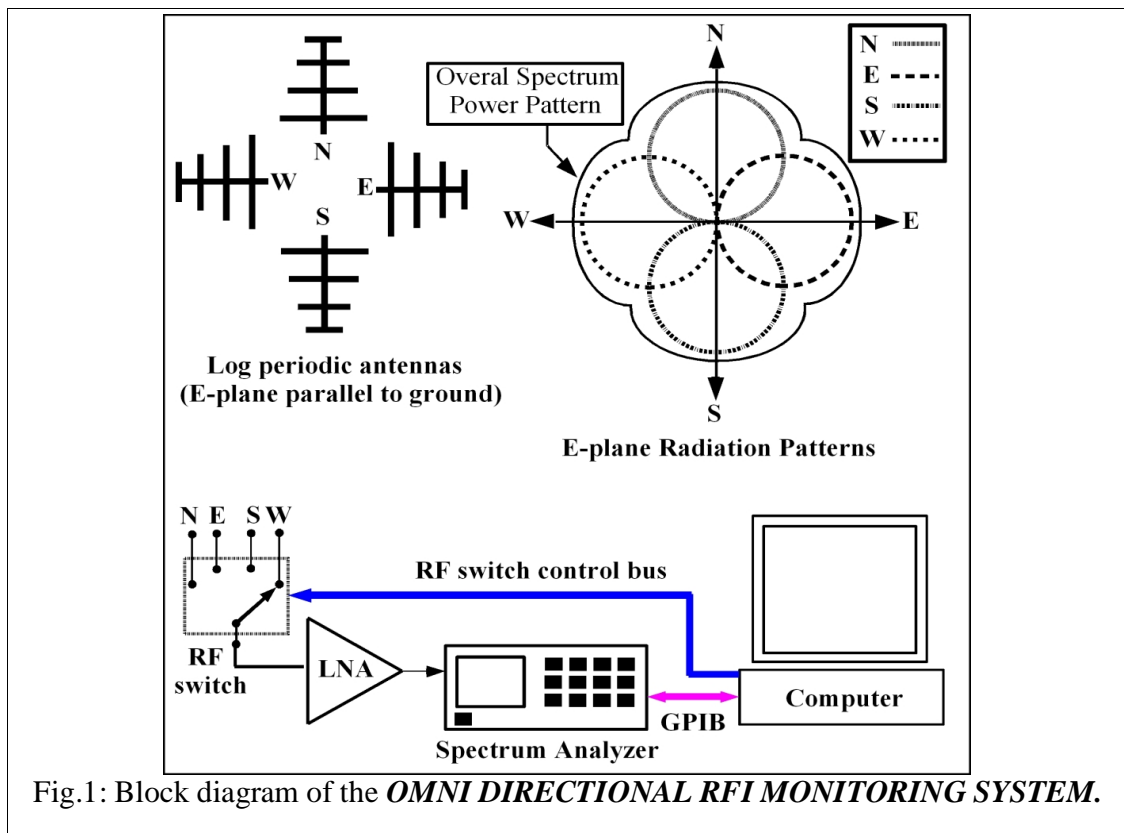 N
Overal Spectrum
Power Pattern
N
E
S
W
N
W
E
S
W
E
S
Log periodic antennas
(E-plane parallel to ground)
E-plane Radiation Patterns
N E S W
RF switch control bus
RF
switch
LNA
Computer
GPIB
Spectrum Analyzer
Fig.1: Block diagram of the OMNI DIRECTIONAL RFI MONITORING SYSTEM.